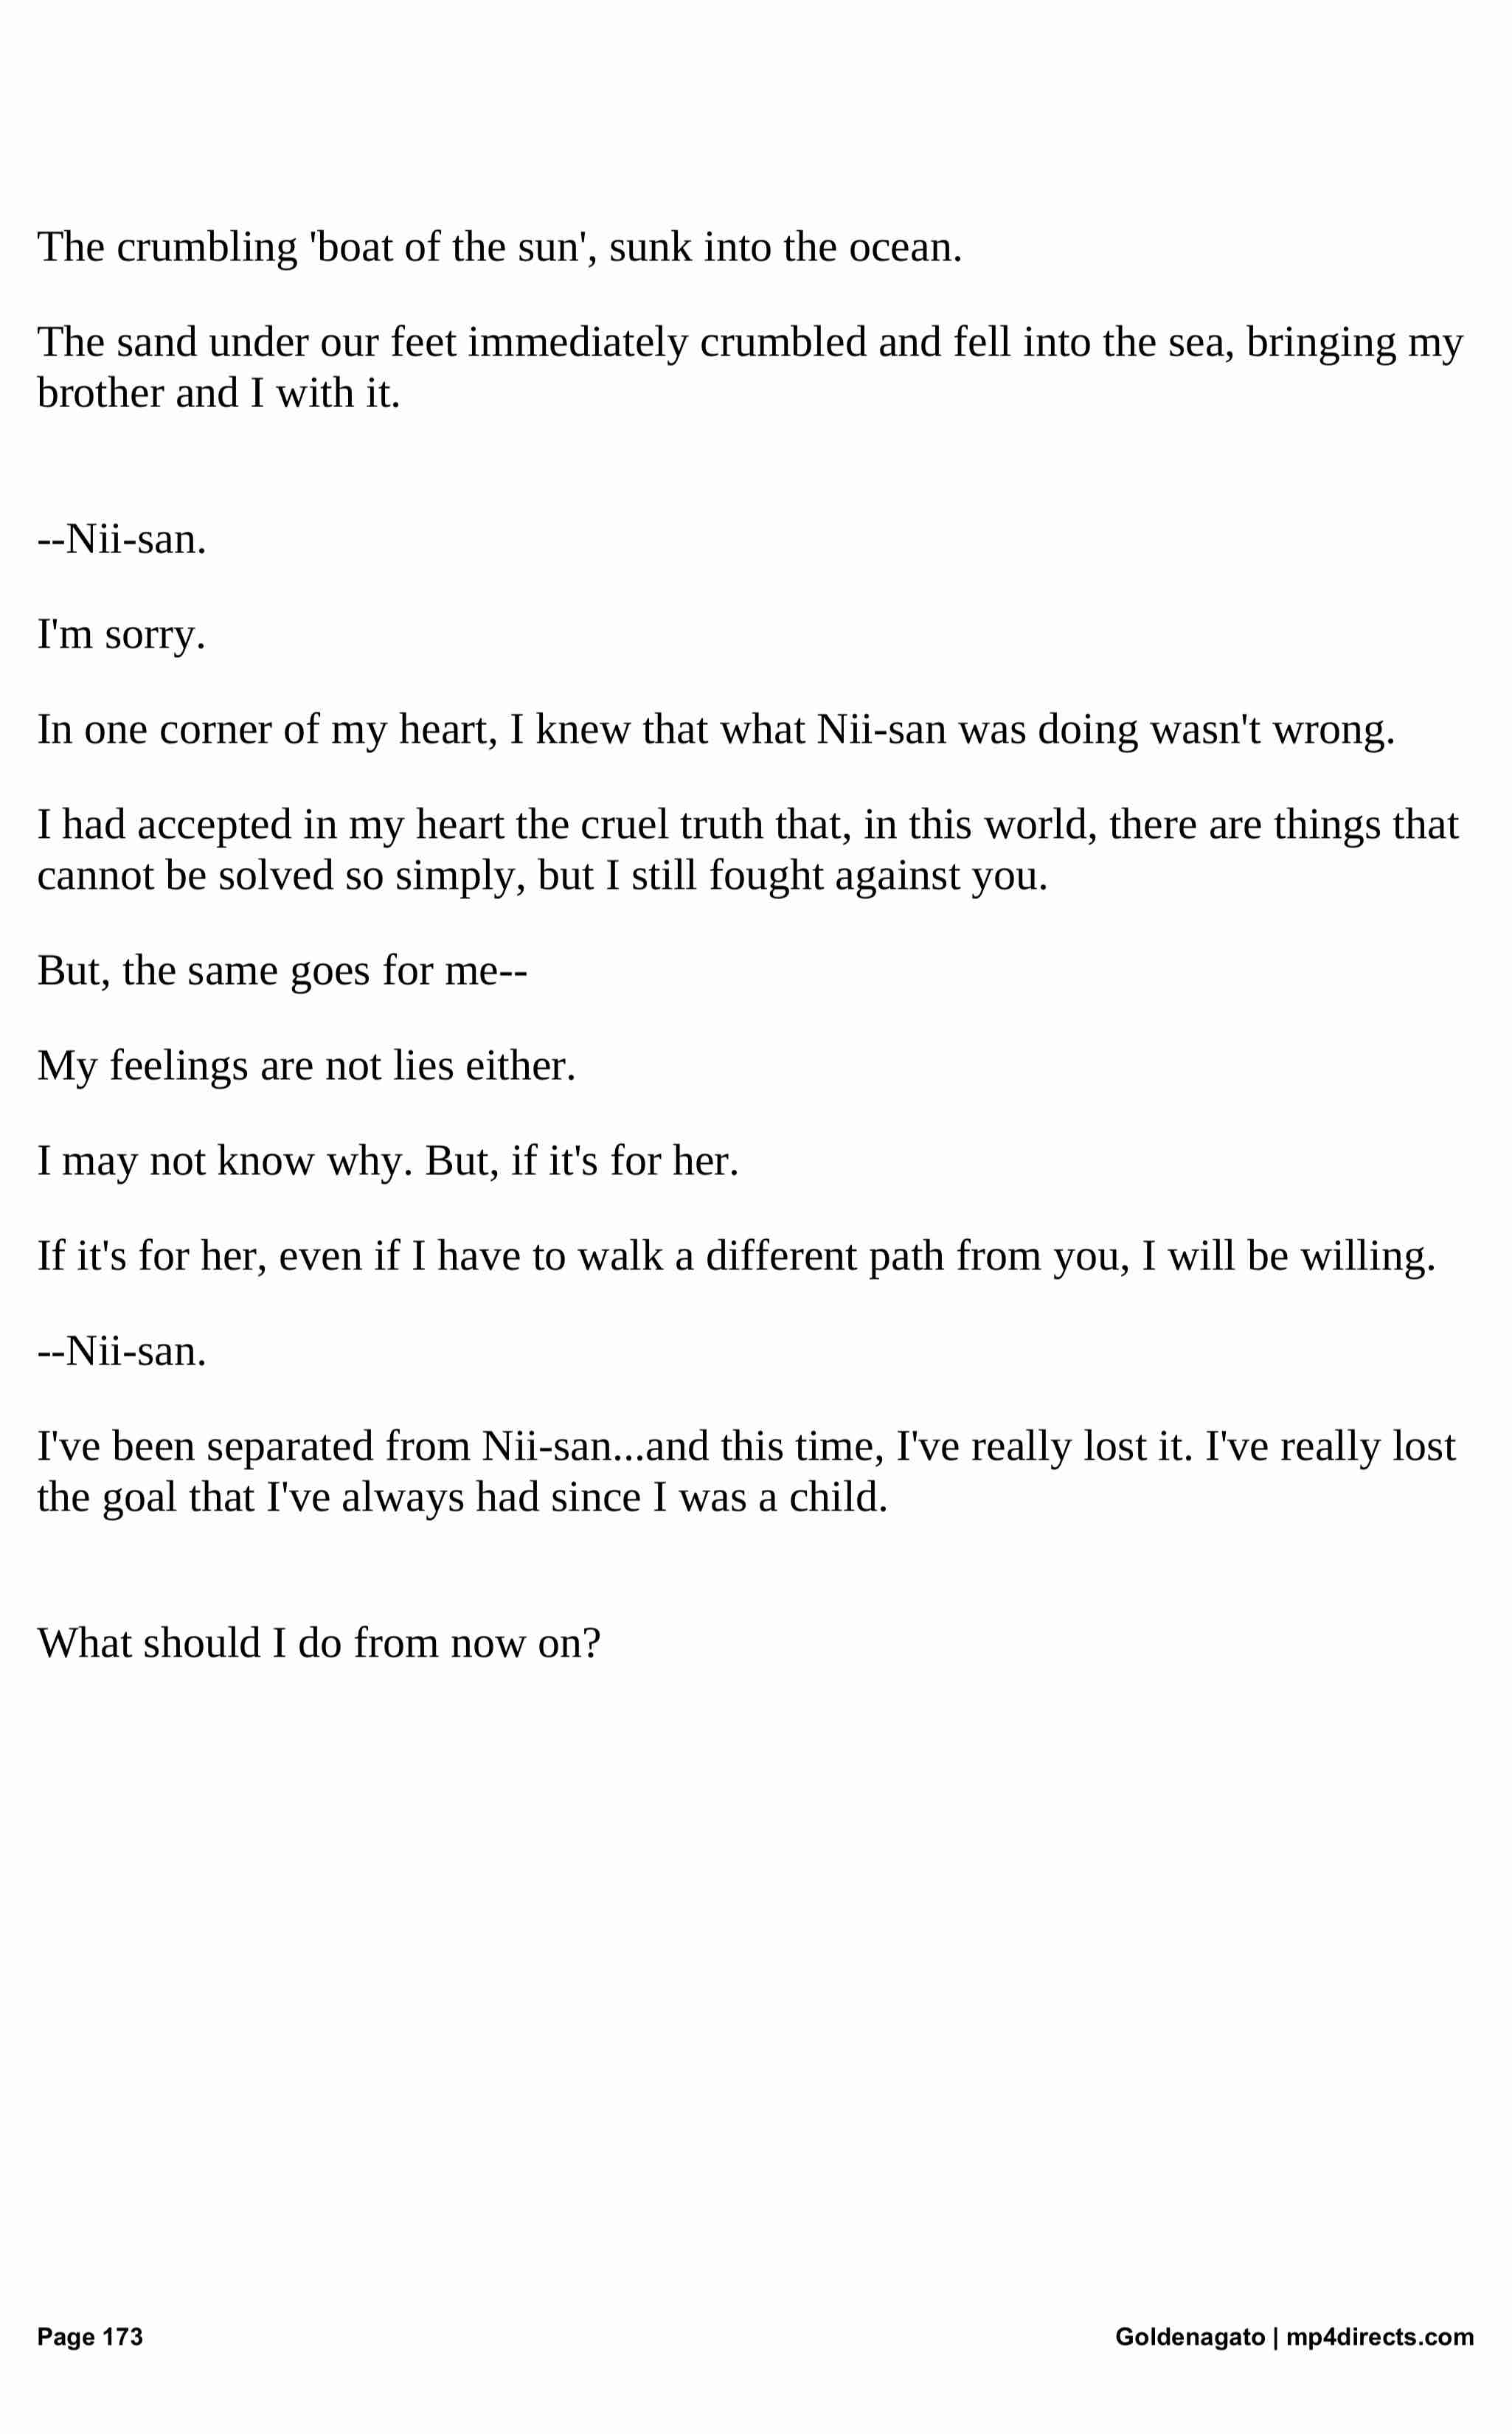 The crumbling 'boat of the sun', sunk into the ocean.
The sand under our feet immediately crumbled and fell into the sea, bringing my
brother and I with it.
--Nii-san.
I'm sorry.
In one corner of my heart, I knew that what Nii-san was doing wasn't wrong.
I had accepted in my heart the cruel truth that, in this world, there are things that
cannot be solved so simply, but I still fought against you.
But, the same goes for me--
My feelings are not lies either.
I may not know why. But, if it's for her.
If it's for her, even if I have to walk a different path from you, I will be willing.
--Nii-san.
I've been separated from Nii-san...and this time, I've really lost it. I've really lost
the goal that I've always had since I was a child.
What should I do from now on?
Page 173
Goldenagato | mp4directs.com